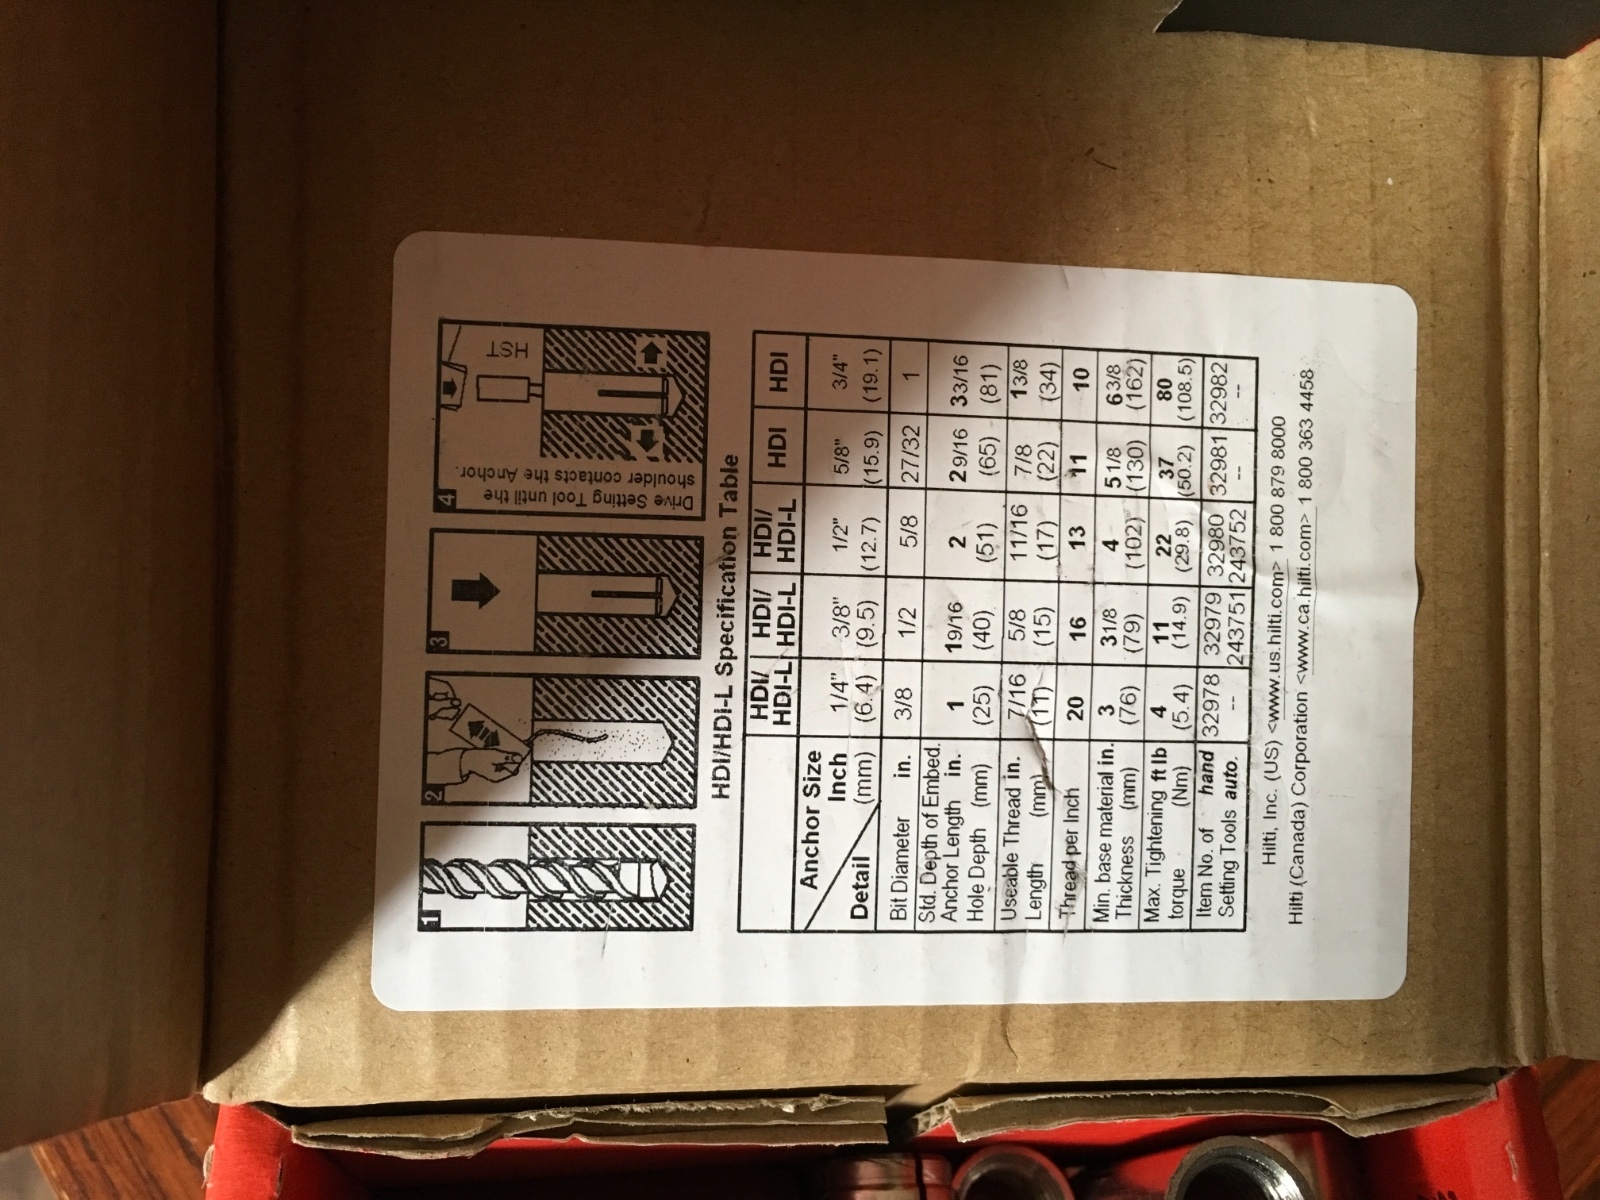 1
2
3
4
HST
Drive Setting Tool until the
shoulder contacts the Anchor.
HDI/HDI-L Specification Table
HDI/ HDI-L HDI/ HDI-L HDI/ HDI-L HDI HDI
Anchor Size Inch (mm) Detail 1/4" (6.4) 3/8" (9.5) 1/2" (12.7) 5/8" (15.9) 3/4" (19.1)
Bit Diameter in. 3/8 1/2 5/8 27/32 1
Std. Depth of Embed.
Anchor Length in. 1 19/16 2 29/16 33/16
Hole Depth (mm) (25) (40) (51) (65) (81)
Useable Thread in. 7/16 5/8 11/16 7/8 13/8
Length (mm) (11) (15) (17) (22) (34)
Thread per Inch 20 16 13 11 10
Min. base material in. 3 31/8 4 51/8 63/8
Thickness (mm) (76) (79) (102) (130) (162)
Max. Tightening ft lb 4 11 22 37 80
torque (Nm) (5.4) (14.9) (29.8) (50.2) (108.5)
Item No. of hand 32978 32979 32980 32981 32982
Setting Tools auto. -- 243751 243752 -- --
Hilti, Inc. (US) <www.us.hilti.com> 1 800 879 8000
Hilti (Canada) Corporation <www.ca.hilti.com> 1 800 363 4458